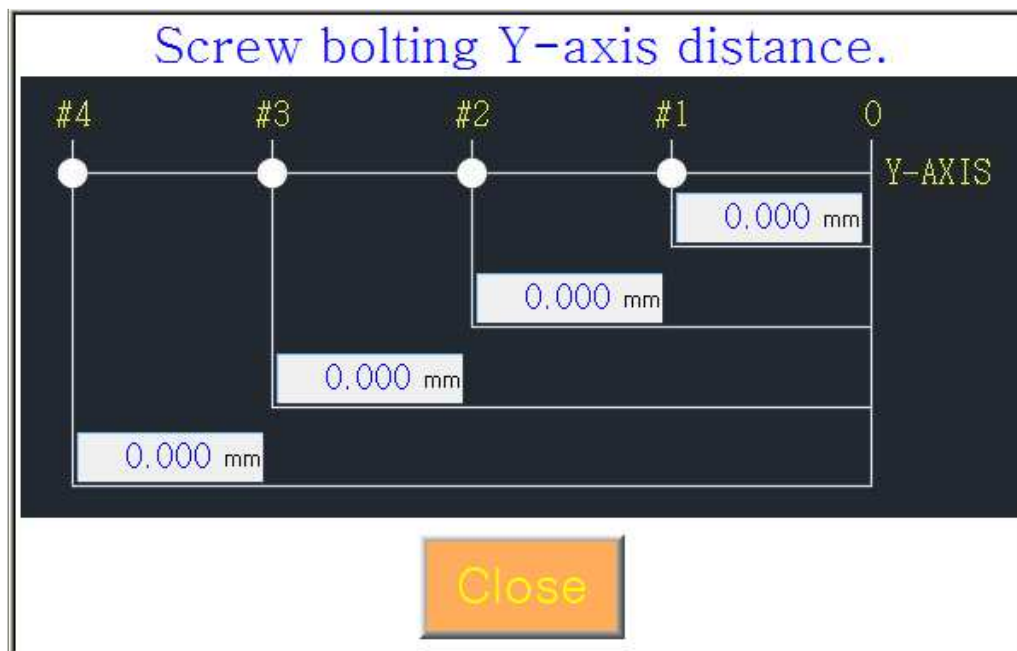 Screw bolting Y-axis distance.
#4 #3 #2 #1 0
Y-AXIS
0.000 mm
0.000 mm
0.000 mm
0.000 mm
Close